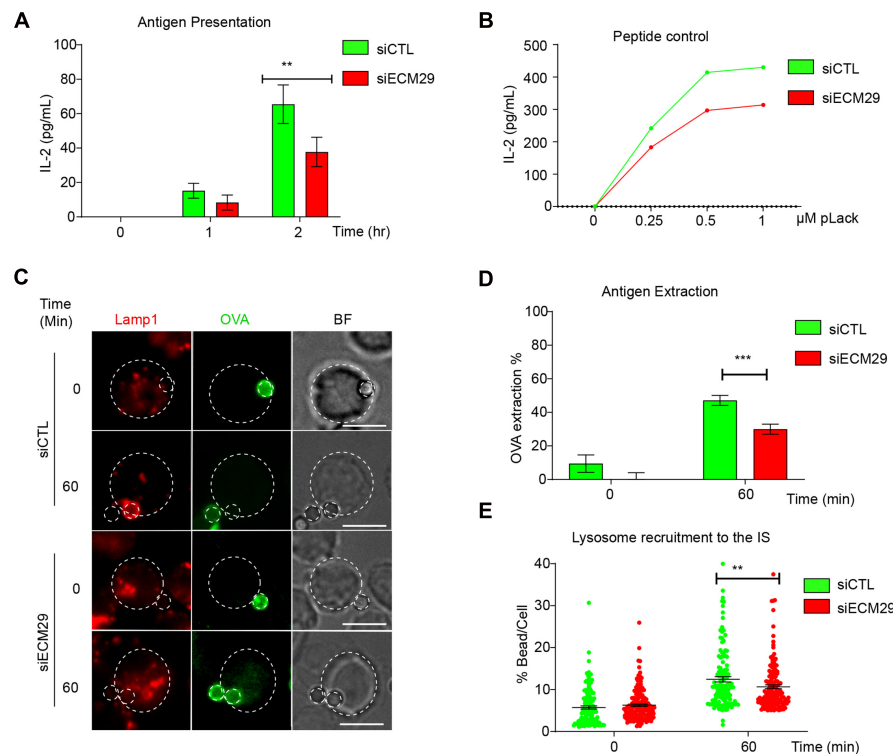 A
Antigen Presentation
IL-2 (pg/mL)
100
80
60
40
20
0
**
siCTL
siECM29
0
1
2
Time (hr)
B
Peptide control
IL-2 (pg/mL)
500
400
300
200
100
0
siCTL
siECM29
0
0.25
0.5
1
µM pLack
C
Time
(Min)
Lamp1
OVA
BF
siCTL
0
60
siECM29
0
60
D
Antigen Extraction
OVA extraction %
100
80
60
40
20
0
***
siCTL
siECM29
0
60
Time (min)
E
Lysosome recruitment to the IS
% Bead/Cell
40
30
20
10
0
**
siCTL
siECM29
0
60
Time (min)